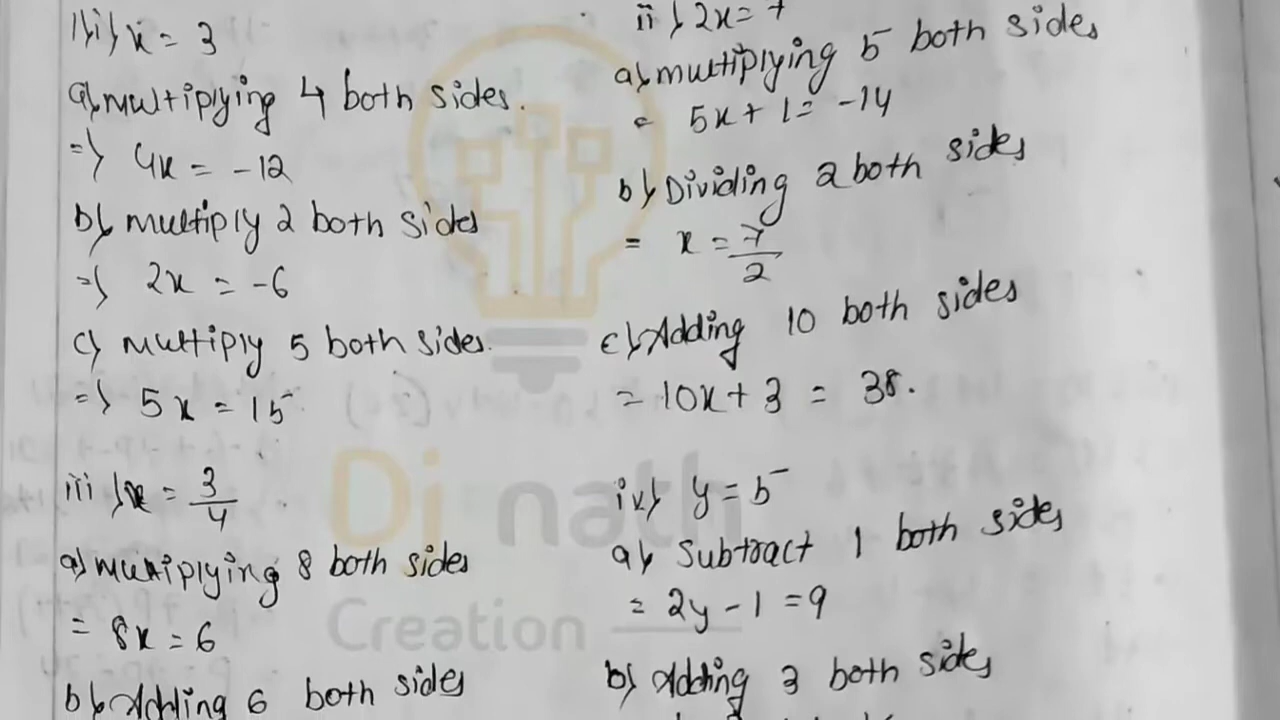 1) i) x = 3
a) multiplying 4 both sides.
=> 4x = -12
b) multiply 2 both sides
=> 2x = -6
c) multiply 5 both sides.
=> 5x = 15
ii) 2x = 7
a) multiplying 5 both sides
= 5x + 1 = -14
b) Dividing 2 both sides
= x = 7/2
c) Adding 10 both sides
= 10x + 3 = 38.
iii) x = 3/4
a) multiplying 8 both sides
= 8x = 6
b) Adding 6 both sides
iv) y = 5
a) Subtract 1 both sides
= 2y - 1 = 9
b) Adding 3 both sides
Di nath
Creation